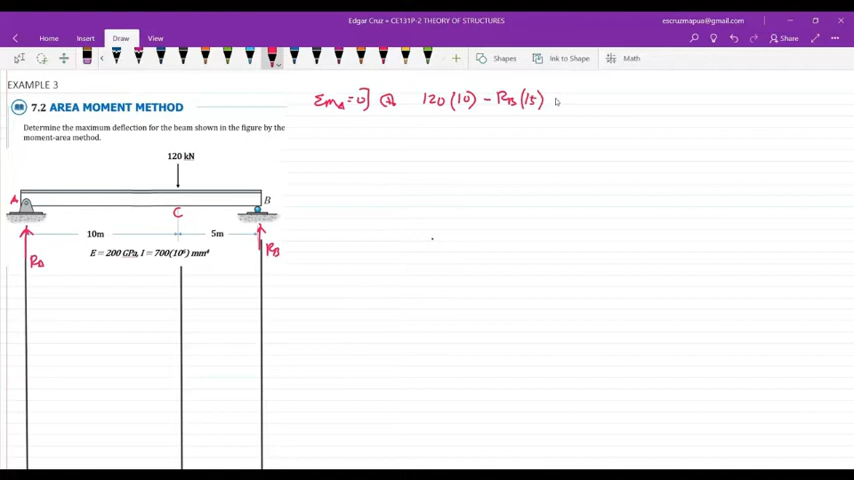 Edgar Cruz » CE131P-2 THEORY OF STRUCTURES
escruzmapua@gmail.com
Home Insert Draw View Share
Shapes Ink to Shape Math
EXAMPLE 3
7.2 AREA MOMENT METHOD
Determine the maximum deflection for the beam shown in the figure by the
moment-area method.
ΣMA = 0] 120 (10) - RB (15)
120 kN
A B
C
10m 5m
RA RB
E = 200 GPa, I = 700(10⁶) mm⁴